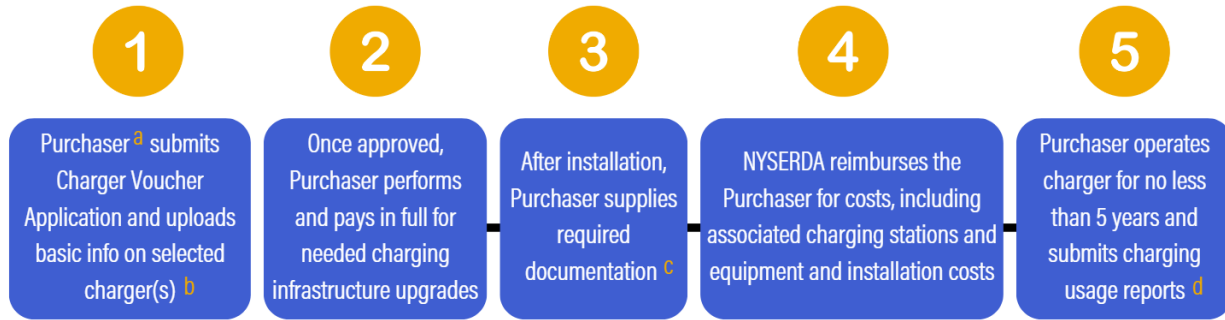 1
Purchaser a submits
Charger Voucher
Application and uploads
basic info on selected
charger(s) b
2
Once approved,
Purchaser performs
and pays in full for
needed charging
infrastructure upgrades
3
After installation,
Purchaser supplies
required
documentation c
4
NYSERDA reimburses the
Purchaser for costs, including
associated charging stations and
equipment and installation costs
5
Purchaser operates
charger for no less
than 5 years and
submits charging
usage reports d